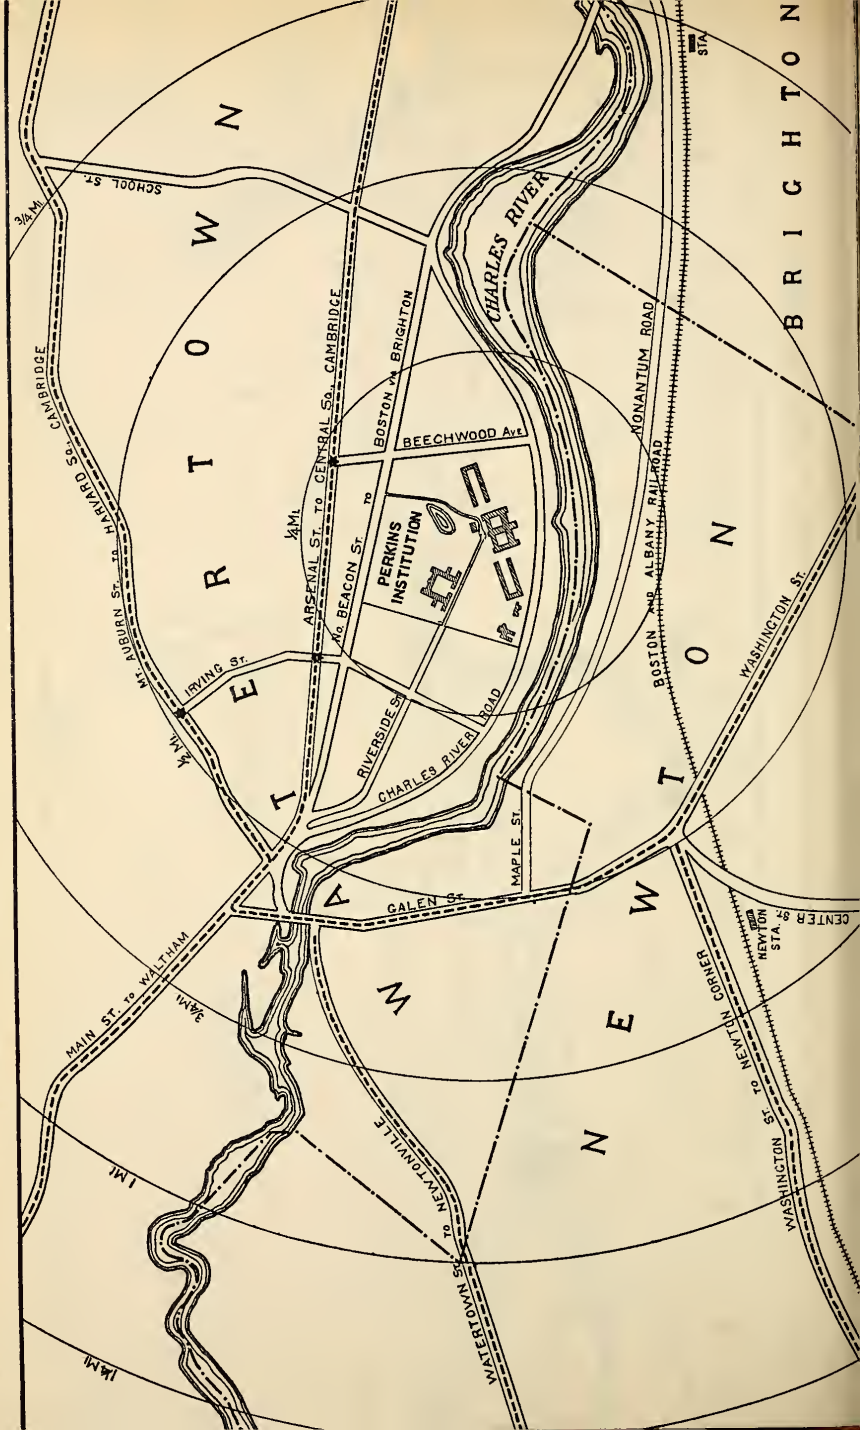 WATERTOWN
BRIGHTON
NEWTON
STA.
SCHOOL ST.
3/4 MI.
CHARLES RIVER
MT. AUBURN ST. TO HARVARD SQ., CAMBRIDGE
ARSENAL ST. TO CENTRAL SQ., CAMBRIDGE
NO. BEACON ST. TO BOSTON VIA BRIGHTON
BEECHWOOD AVE
NONANTUM ROAD
BOSTON AND ALBANY RAILROAD
1/4 MI.
PERKINS
INSTITUTION
IRVING ST.
1/2 MI.
RIVERSIDE ST.
CHARLES RIVER ROAD
WASHINGTON ST.
MAPLE ST.
GALEN ST.
CENTER ST.
NEWTON
STA.
MAIN ST. TO WALTHAM
3/4 MI
WATERTOWN ST. TO NEWTONVILLE
WASHINGTON ST. TO NEWTON CORNER
1 MI.
1 1/4 MI